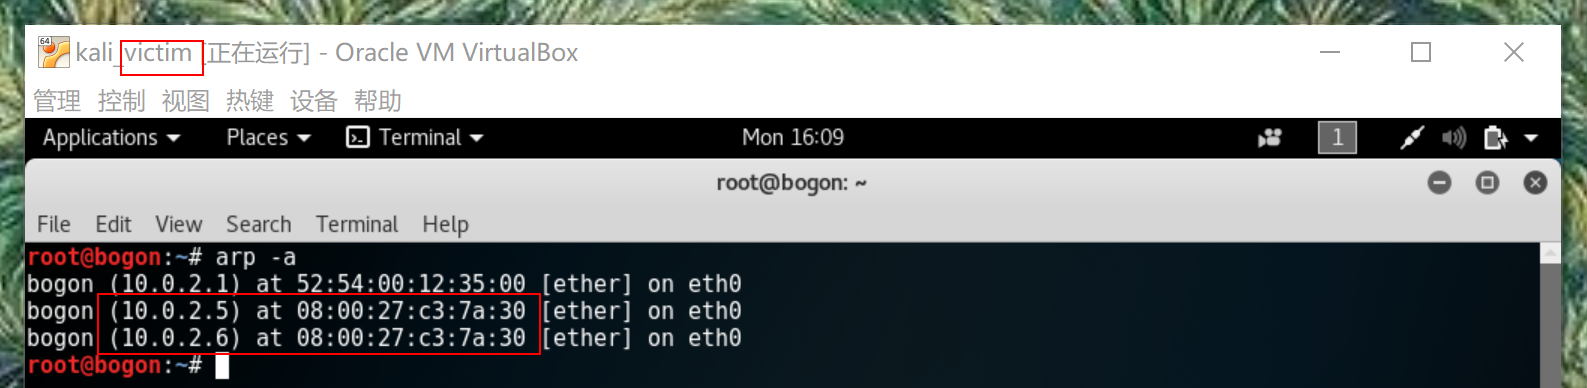 64
kali_victim [正在运行] - Oracle VM VirtualBox
管理 控制 视图 热键 设备 帮助
Applications Places Terminal Mon 16:09 1
root@bogon: ~
File Edit View Search Terminal Help
root@bogon:~# arp -a
bogon (10.0.2.1) at 52:54:00:12:35:00 [ether] on eth0
bogon (10.0.2.5) at 08:00:27:c3:7a:30 [ether] on eth0
bogon (10.0.2.6) at 08:00:27:c3:7a:30 [ether] on eth0
root@bogon:~#